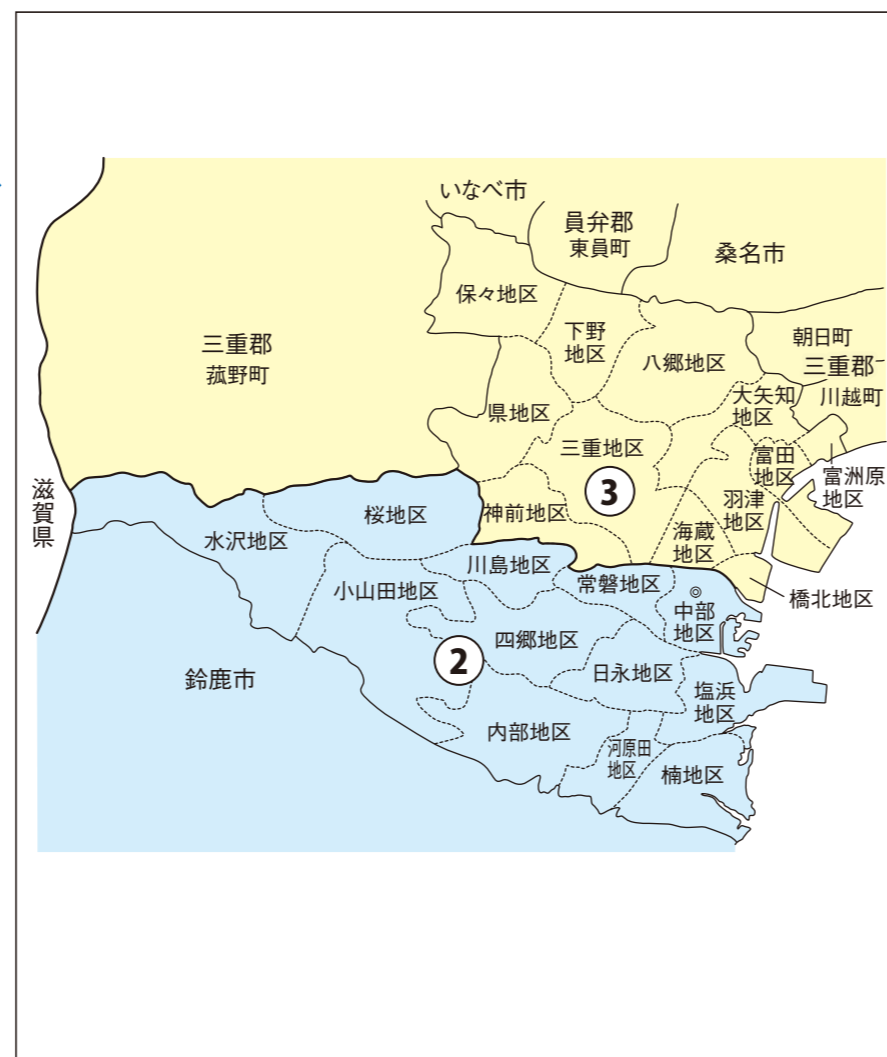 いなべ市
員弁郡
東員町
桑名市
保々地区
下野
地区
八郷地区
朝日町
三重郡
川越町
三重郡
菰野町
県地区
大矢知
地区
三重地区
富田
地区
富洲原
地区
3
羽津
地区
神前地区
海蔵
地区
橋北地区
滋賀県
桜地区
水沢地区
川島地区
小山田地区
常磐地区
中部
地区
四郷地区
2
日永地区
塩浜
地区
鈴鹿市
内部地区
河原田
地区
楠地区